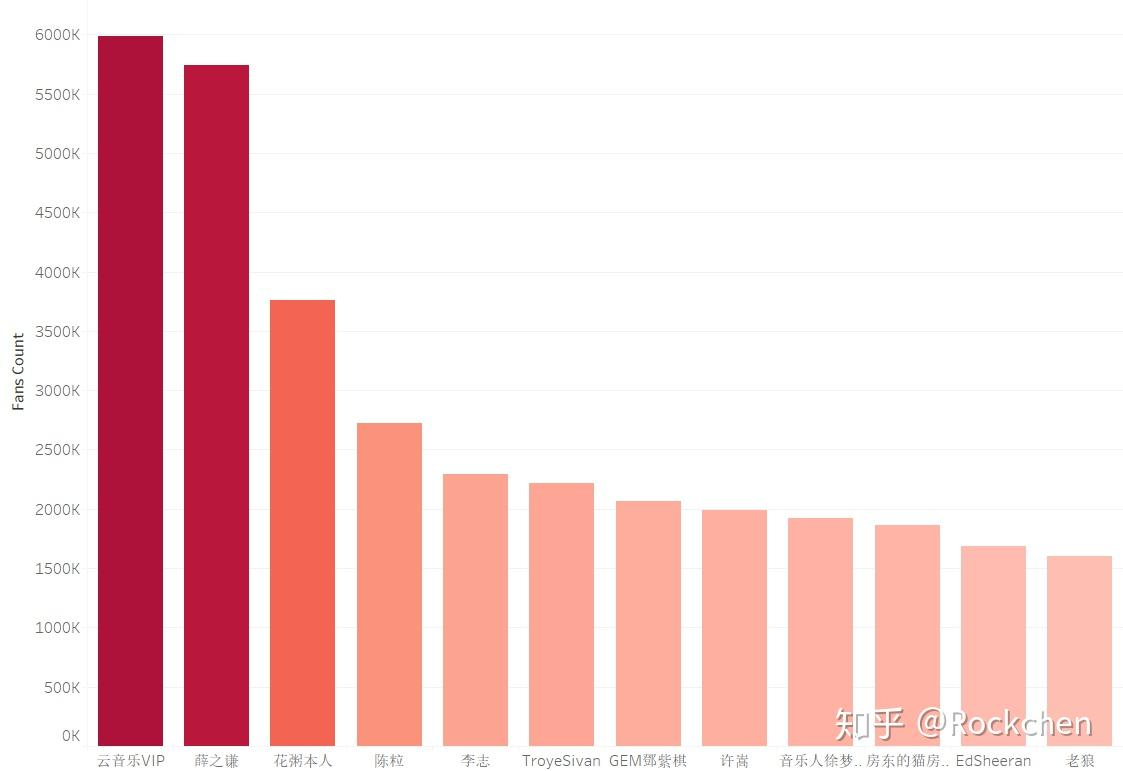 6000K
5500K
5000K
4500K
4000K
3500K
3000K
2500K
2000K
1500K
1000K
500K
0K
Fans Count
云音乐VIP 薛之谦 花粥本人 陈粒 李志 TroyeSivan GEM鄧紫棋 许嵩 音乐人徐梦.. 房东的猫房.. EdSheeran 老狼
知乎 @Rockchen